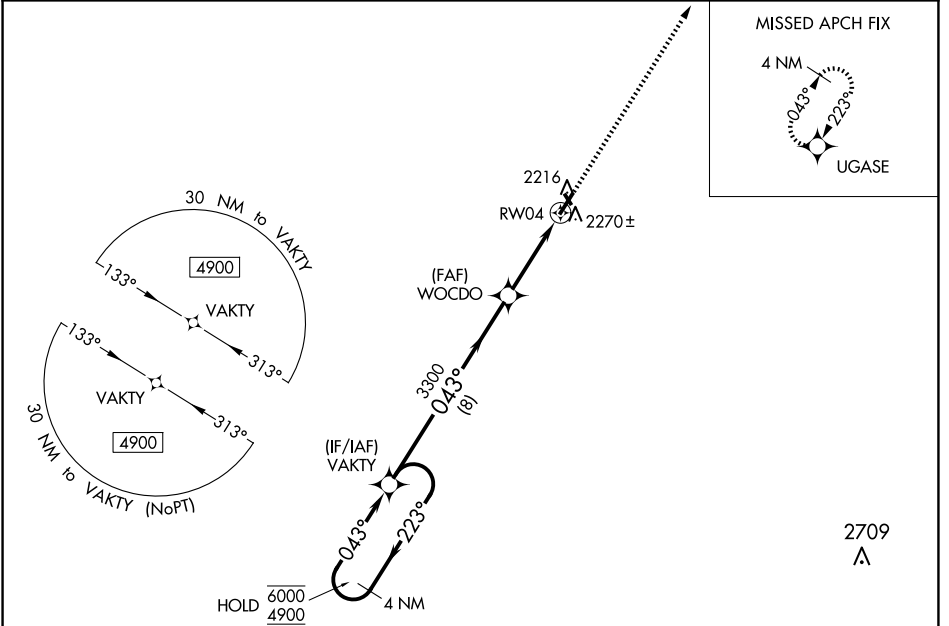 MISSED APCH FIX
4 NM
043°
223°
UGASE
2216
RW04
2270±
30 NM to VAKTY
4900
133°
VAKTY
313°
(FAF)
WOCDO
133°
VAKTY
313°
4900
30 NM to VAKTY (NoPT)
3300
043°
(8)
(IF/IAF)
VAKTY
043°
223°
HOLD
6000
4900
4 NM
2709